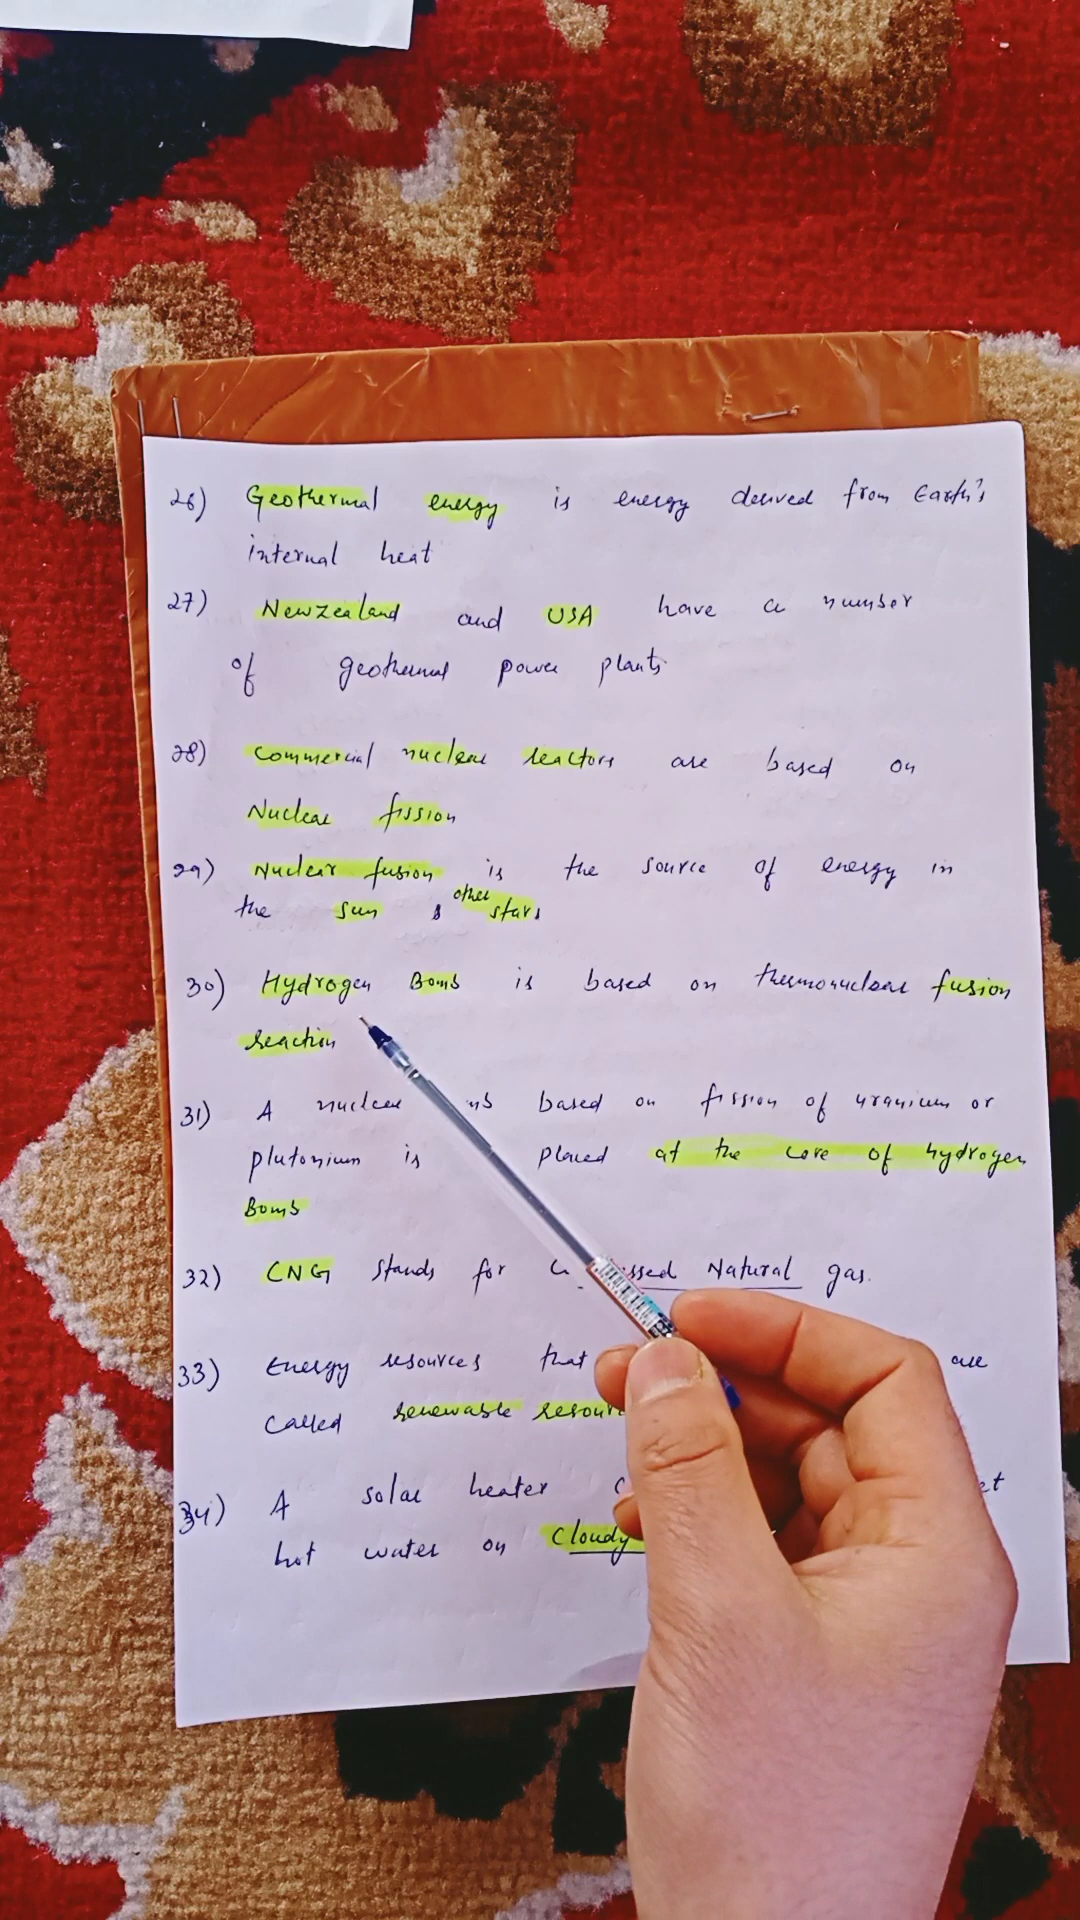 26) Geothermal energy is energy derived from Earth's
internal heat
27) Newzealand and USA have a number
of geothermal power plants
28) Commercial nuclear reactors are based on
Nuclear fission
29) Nuclear fusion is the source of energy in
the sun & other stars
30) Hydrogen Bomb is based on thermonuclear fusion
reaction
31) A nuclear based on fission of uranium or
plutonium is placed at the core of hydrogen
Bomb
32) CNG stands for Natural gas.
33) Energy resources that are
called renewable
34) A solar heater
hot water on Cloudy